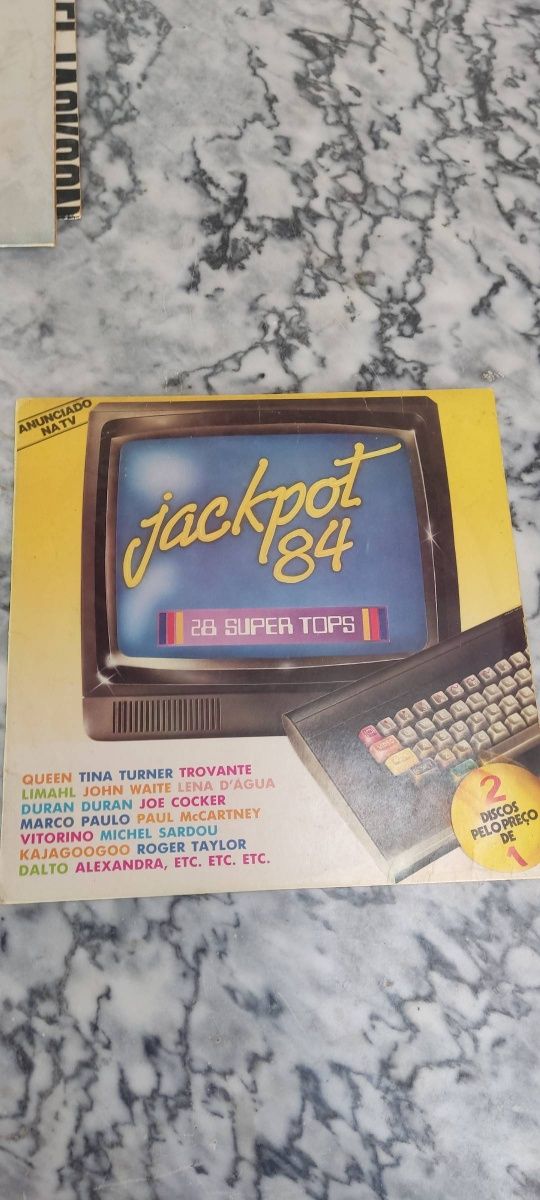 JACKSON
ANUNCIADO
NA TV
jackpot
84
28 SUPER TOPS
QUEEN TINA TURNER TROVANTE
LIMAHL JOHN WAITE LENA D'ÁGUA
DURAN DURAN JOE COCKER
MARCO PAULO PAUL McCARTNEY
VITORINO MICHEL SARDOU
KAJAGOOGOO ROGER TAYLOR
DALTO ALEXANDRA, ETC. ETC. ETC.
2
DISCOS
PELO PREÇO
DE
1